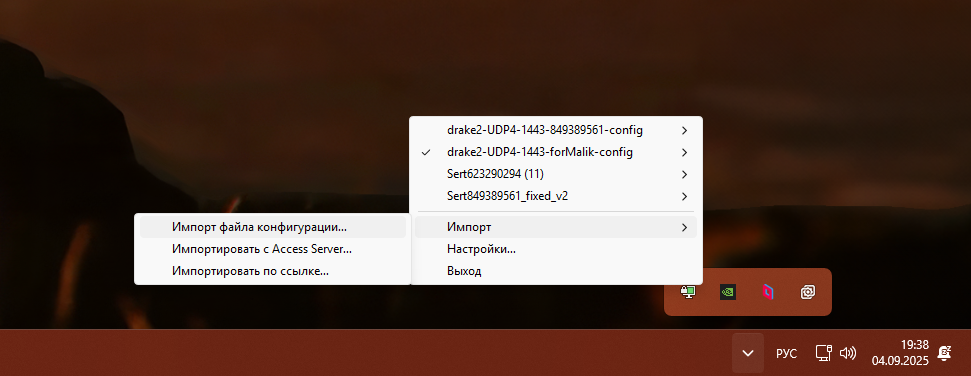 drake2-UDP4-1443-849389561-config
drake2-UDP4-1443-forMalik-config
Sert623290294 (11)
Sert849389561_fixed_v2
Импорт
Настройки...
Выход
Импорт файла конфигурации...
Импортировать с Access Server...
Импортировать по ссылке...
РУС
19:38
04.09.2025